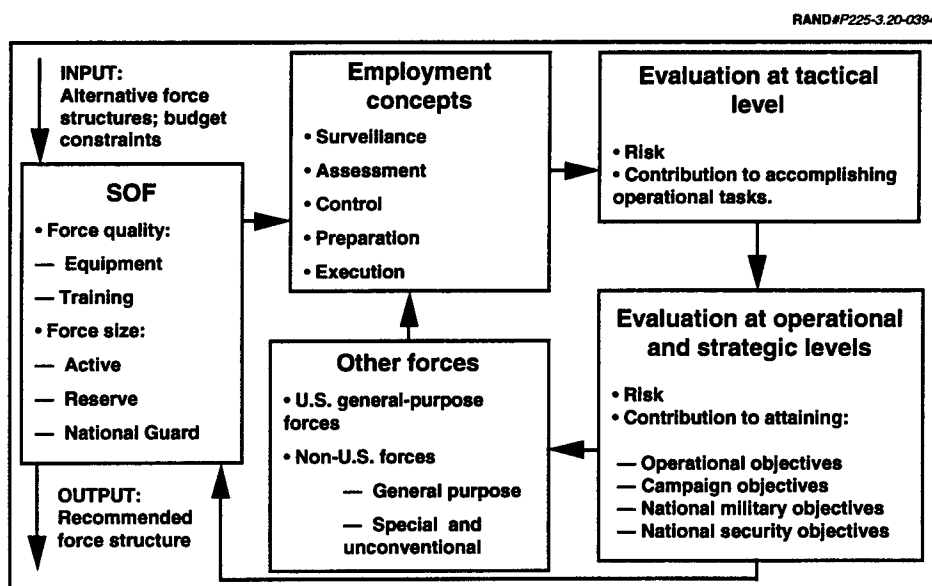 RAND#P225-3.20-0394
INPUT:
Alternative force
structures; budget
constraints
SOF
• Force quality:
— Equipment
— Training
• Force size:
— Active
— Reserve
— National Guard
OUTPUT:
Recommended
force structure
Employment
concepts
• Surveillance
• Assessment
• Control
• Preparation
• Execution
Other forces
• U.S. general-purpose
forces
• Non-U.S. forces
— General purpose
— Special and
unconventional
Evaluation at tactical
level
• Risk
• Contribution to accomplishing
operational tasks.
Evaluation at operational
and strategic levels
• Risk
• Contribution to attaining:
— Operational objectives
— Campaign objectives
— National military objectives
— National security objectives